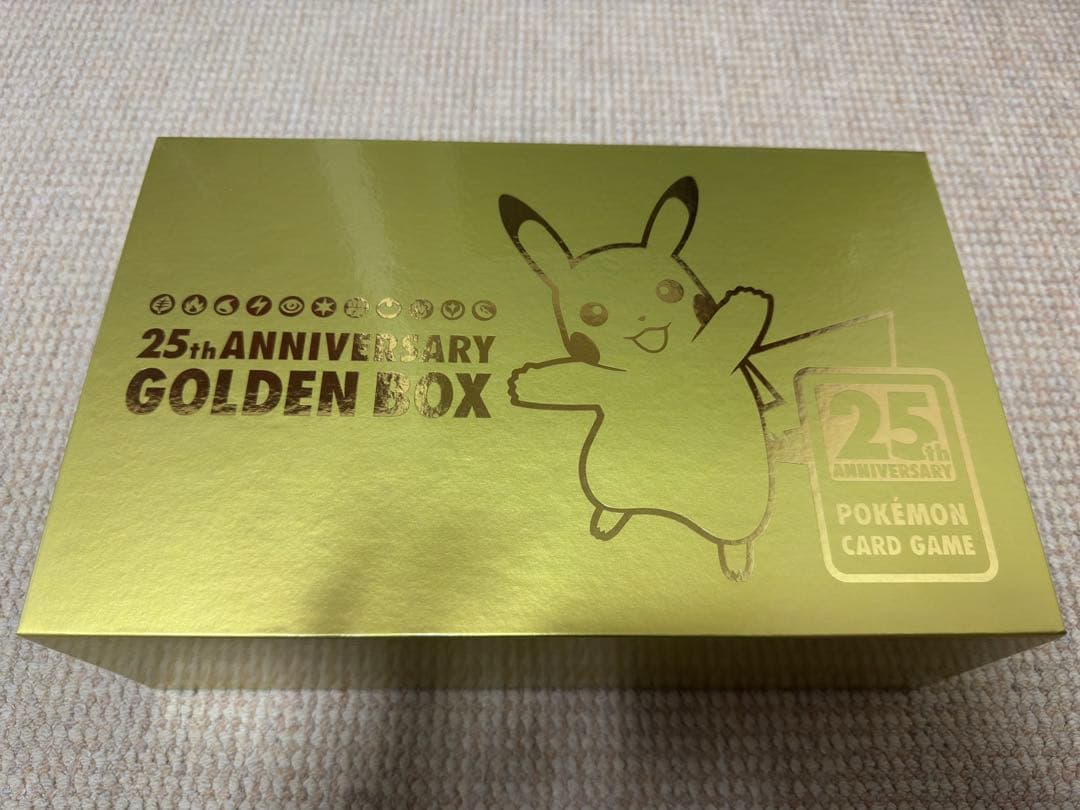 25th ANNIVERSARY
GOLDEN BOX
25th
ANNIVERSARY
POKÉMON
CARD GAME